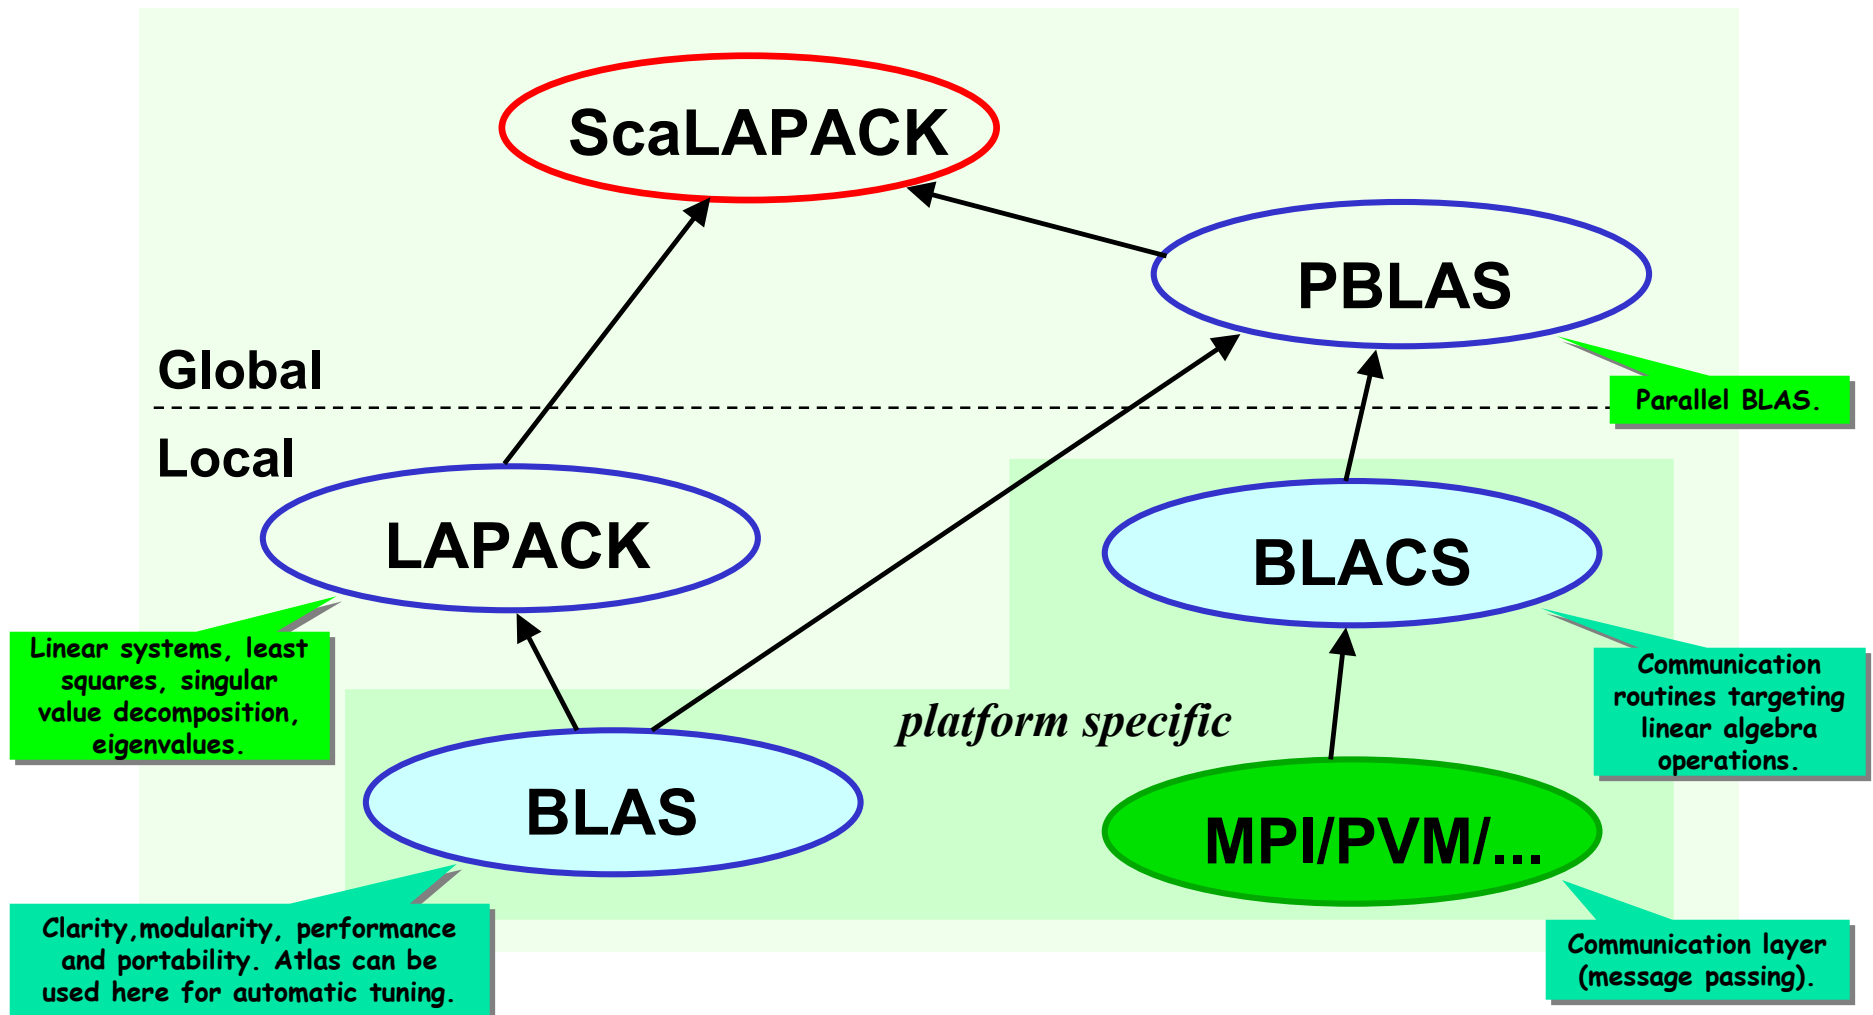 ScaLAPACK
PBLAS
Global
Parallel BLAS.
Local
LAPACK
BLACS
Linear systems, least
squares, singular
value decomposition,
eigenvalues.
Communication
routines targeting
linear algebra
operations.
platform specific
BLAS
MPI/PVM/...
Clarity,modularity, performance
and portability. Atlas can be
used here for automatic tuning.
Communication layer
(message passing).